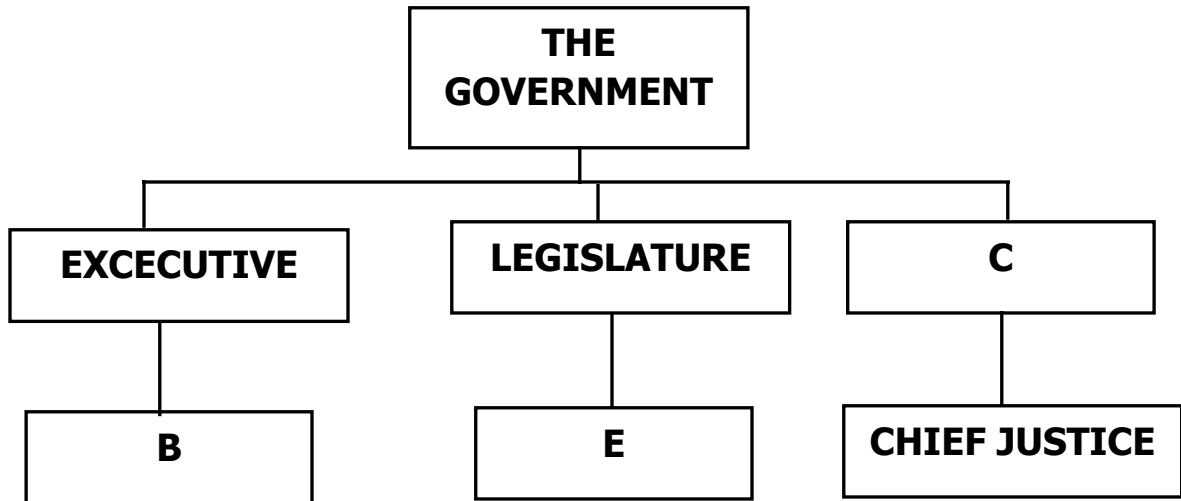 THE
GOVERNMENT
EXCECUTIVE
LEGISLATURE
C
B
E
CHIEF JUSTICE